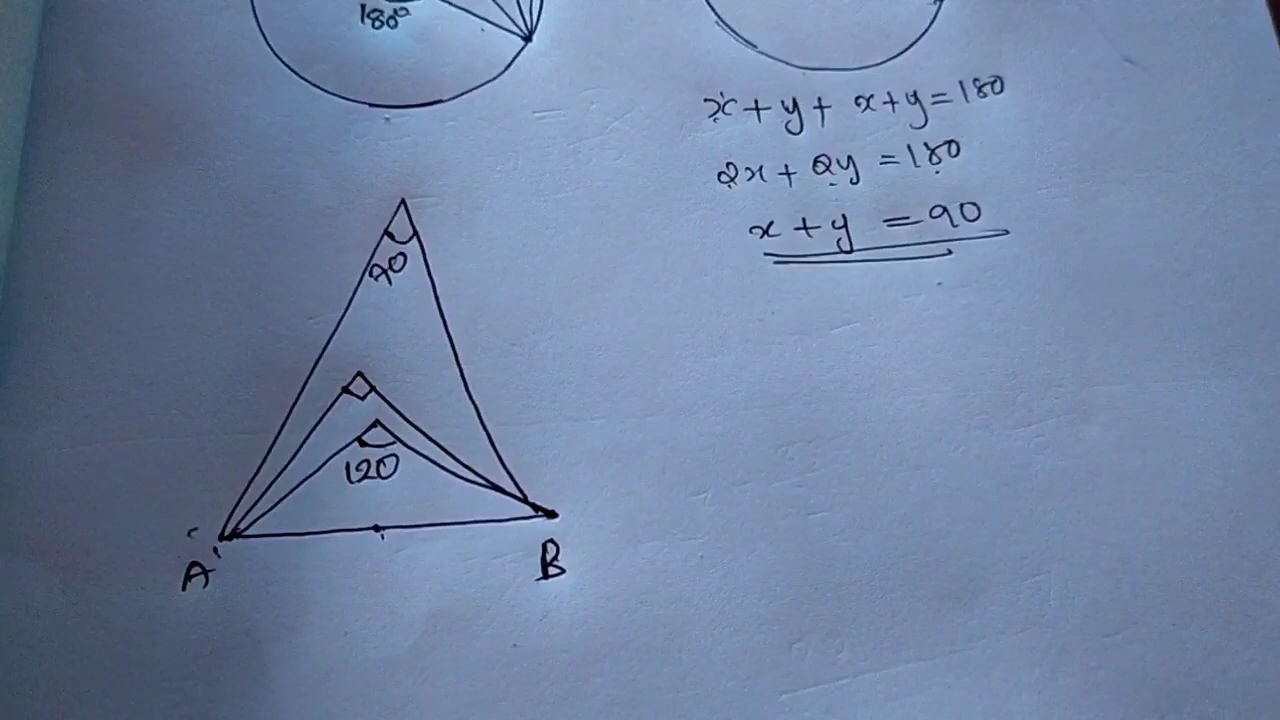 180°
x + y + x + y = 180
2x + 2y = 180
x + y = 90
70
120
A
B